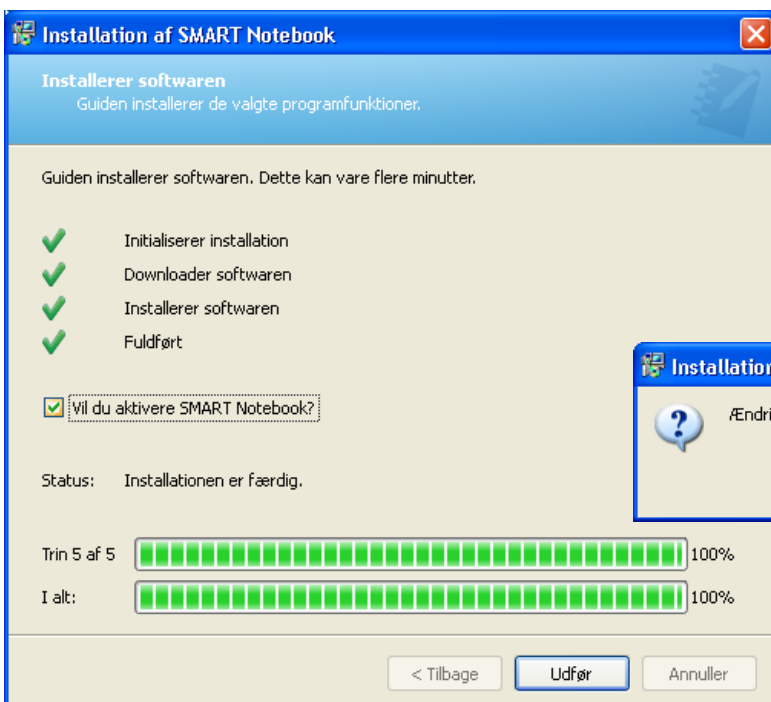 Installation af SMART Notebook
Installerer softwaren
Guiden installerer de valgte programfunktioner.
Guiden installerer softwaren. Dette kan vare flere minutter.
Initialiserer installation
Downloader softwaren
Installerer softwaren
Fuldført
Vil du aktivere SMART Notebook?
Status: Installationen er færdig.
Trin 5 af 5 100%
I alt: 100%
< Tilbage Udfør Annuller
Installation
Ændri